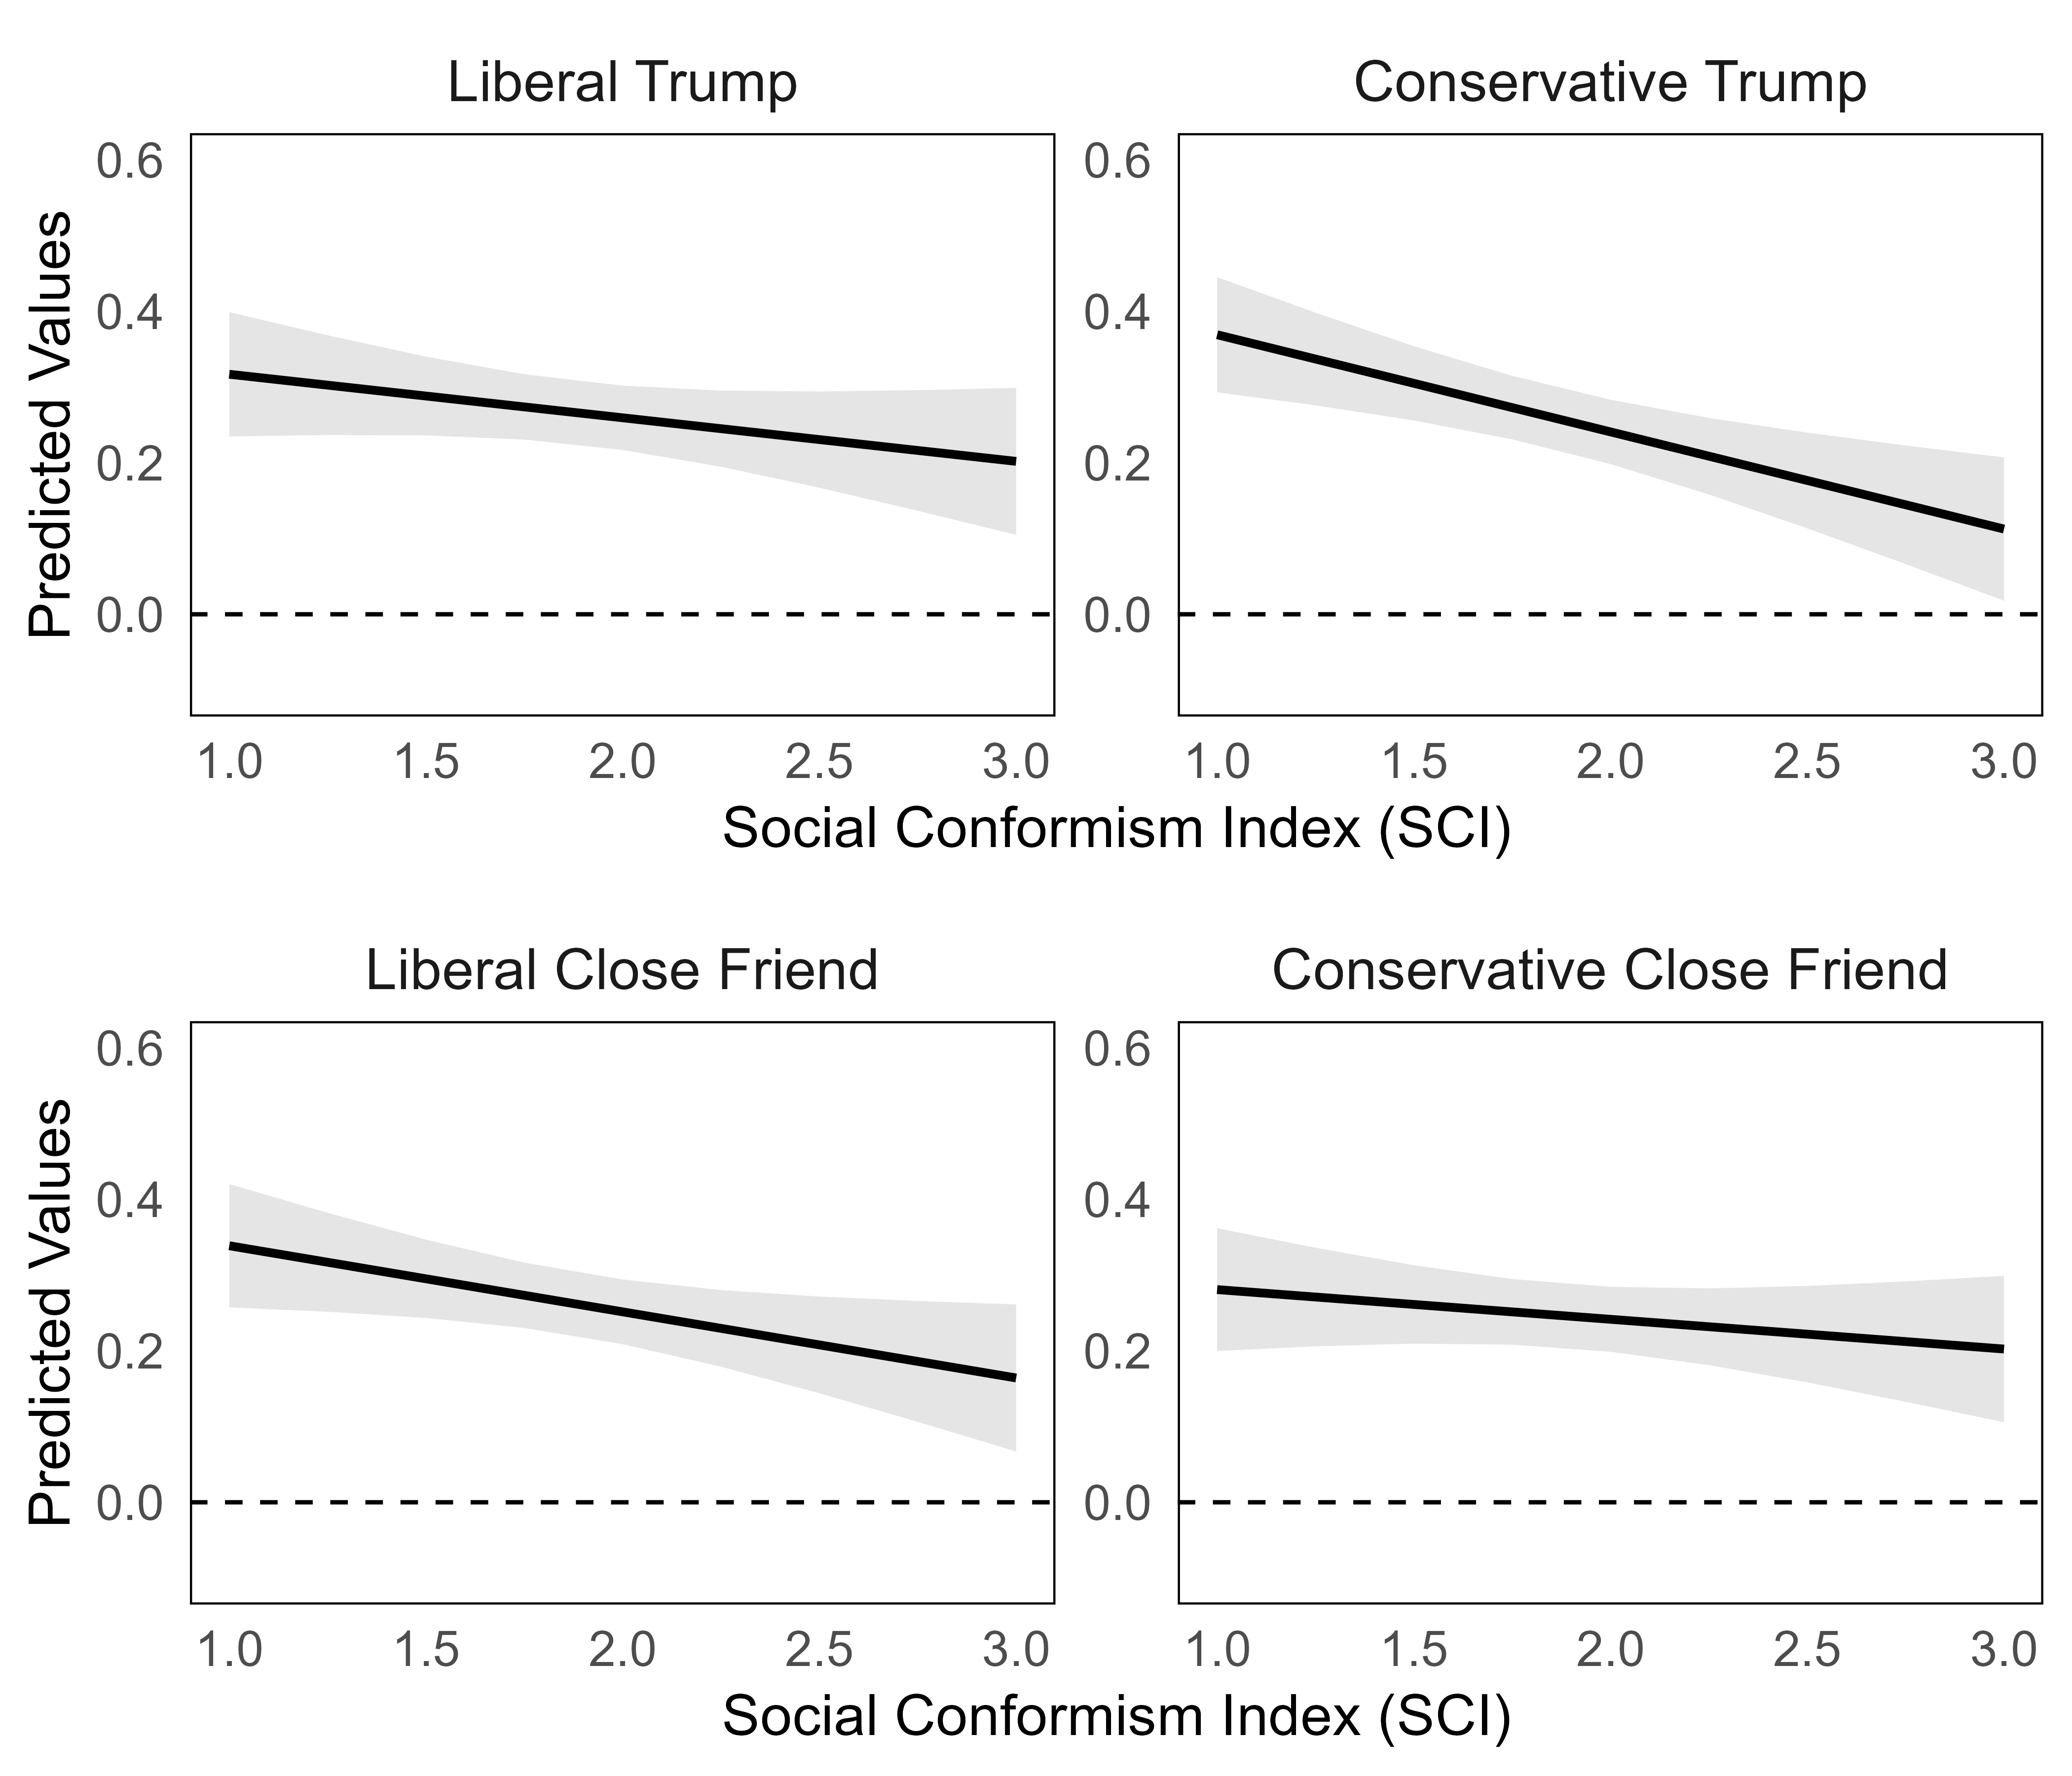 Liberal Trump
Conservative Trump
Predicted Values
0.6
0.4
0.2
0.0
0.6
0.4
0.2
0.0
1.0 1.5 2.0 2.5 3.0
1.0 1.5 2.0 2.5 3.0
Social Conformism Index (SCI)
Liberal Close Friend
Conservative Close Friend
Predicted Values
0.6
0.4
0.2
0.0
0.6
0.4
0.2
0.0
1.0 1.5 2.0 2.5 3.0
1.0 1.5 2.0 2.5 3.0
Social Conformism Index (SCI)